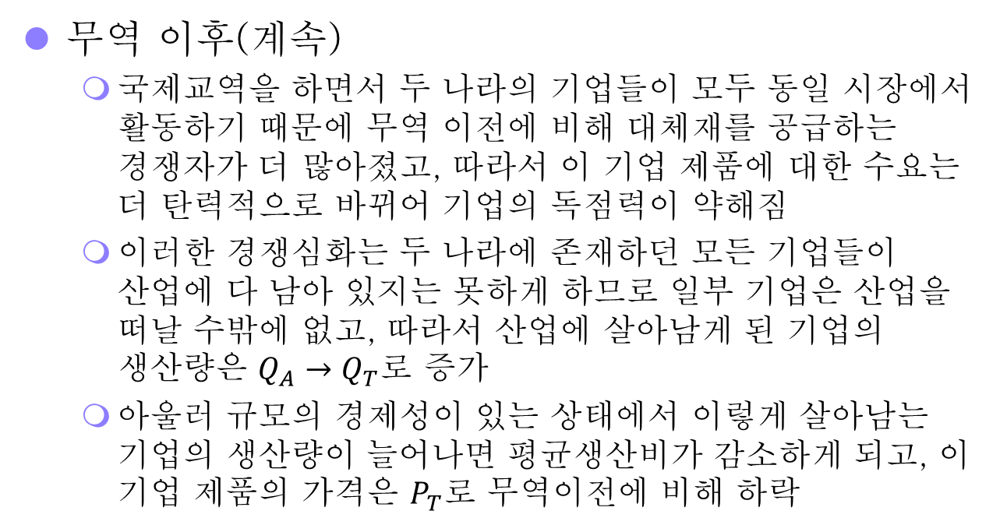 무역 이후(계속)
국제교역을 하면서 두 나라의 기업들이 모두 동일 시장에서
활동하기 때문에 무역 이전에 비해 대체재를 공급하는
경쟁자가 더 많아졌고, 따라서 이 기업 제품에 대한 수요는
더 탄력적으로 바뀌어 기업의 독점력이 약해짐
이러한 경쟁심화는 두 나라에 존재하던 모든 기업들이
산업에 다 남아 있지는 못하게 하므로 일부 기업은 산업을
떠날 수밖에 없고, 따라서 산업에 살아남게 된 기업의
생산량은 Q_A → Q_T로 증가
아울러 규모의 경제성이 있는 상태에서 이렇게 살아남는
기업의 생산량이 늘어나면 평균생산비가 감소하게 되고, 이
기업 제품의 가격은 P_T로 무역이전에 비해 하락